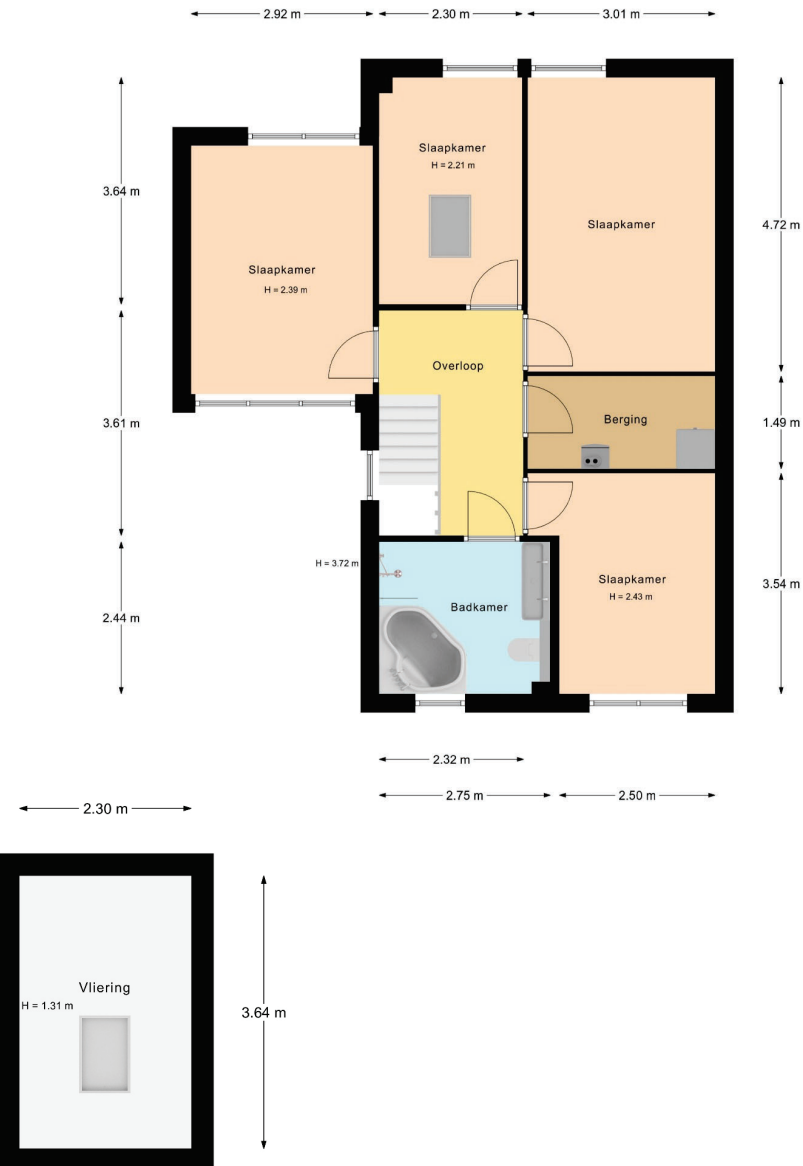 2.92 m
2.30 m
3.01 m
Slaapkamer
H = 2.21 m
3.64 m
Slaapkamer
4.72 m
Slaapkamer
H = 2.39 m
Overloop
3.61 m
Berging
1.49 m
H = 3.72 m
Slaapkamer
H = 2.43 m
3.54 m
Badkamer
2.44 m
2.32 m
2.75 m
2.50 m
2.30 m
Vliering
H = 1.31 m
3.64 m